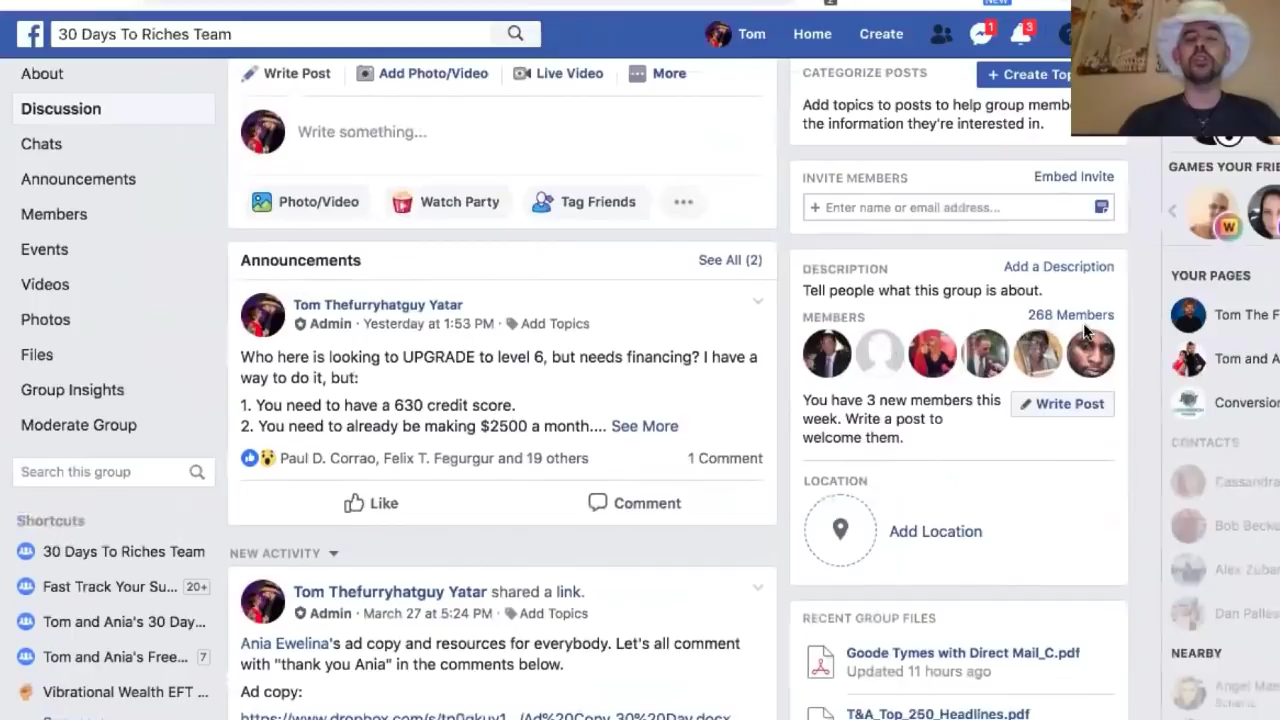 NEW
30 Days To Riches Team
Tom
Home
Create
1
3
About
Discussion
Chats
Announcements
Members
Events
Videos
Photos
Files
Group Insights
Moderate Group
Search this group
Shortcuts
30 Days To Riches Team
Fast Track Your Su... 20+
Tom and Ania's 30 Day...
Tom and Ania's Free... 7
Vibrational Wealth EFT ...
Write Post
Add Photo/Video
Live Video
More
Write something...
Photo/Video
Watch Party
Tag Friends
Announcements
See All (2)
Tom Thefurryhatguy Yatar
Admin · Yesterday at 1:53 PM · Add Topics
Who here is looking to UPGRADE to level 6, but needs financing? I have a
way to do it, but:
1. You need to have a 630 credit score.
2. You need to already be making $2500 a month.... See More
Paul D. Corrao, Felix T. Fegurgur and 19 others
1 Comment
Like
Comment
NEW ACTIVITY
Tom Thefurryhatguy Yatar shared a link.
Admin · March 27 at 5:24 PM · Add Topics
Ania Ewelina's ad copy and resources for everybody. Let's all comment
with "thank you Ania" in the comments below.
Ad copy:
CATEGORIZE POSTS
+ Create Top
Add topics to posts to help group memb
the information they're interested in.
INVITE MEMBERS
Embed Invite
+ Enter name or email address...
DESCRIPTION
Add a Description
Tell people what this group is about.
MEMBERS
268 Members
You have 3 new members this
week. Write a post to
welcome them.
Write Post
LOCATION
Add Location
RECENT GROUP FILES
Goode Tymes with Direct Mail_C.pdf
Updated 11 hours ago
T&A_Top_250_Headlines.pdf
GAMES YOUR FRIE
W
YOUR PAGES
Tom The F
Tom and A
Conversion
CONTACTS
Cassandra
Bob Becku
Alex Zubar
Dan Palles
NEARBY
Angel Mae